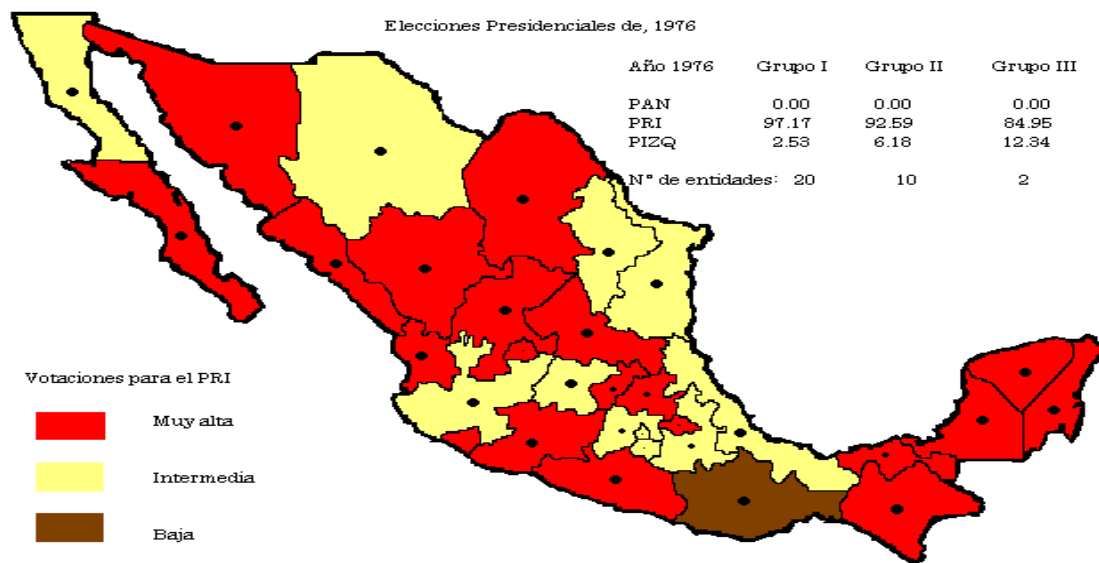 Elecciones Presidenciales de, 1976
Año 1976 Grupo I Grupo II Grupo III
PAN 0.00 0.00 0.00
PRI 97.17 92.59 84.95
PIZQ 2.53 6.18 12.34
N° de entidades: 20 10 2
Votaciones para el PRI
Muy alta
Intermedia
Baja